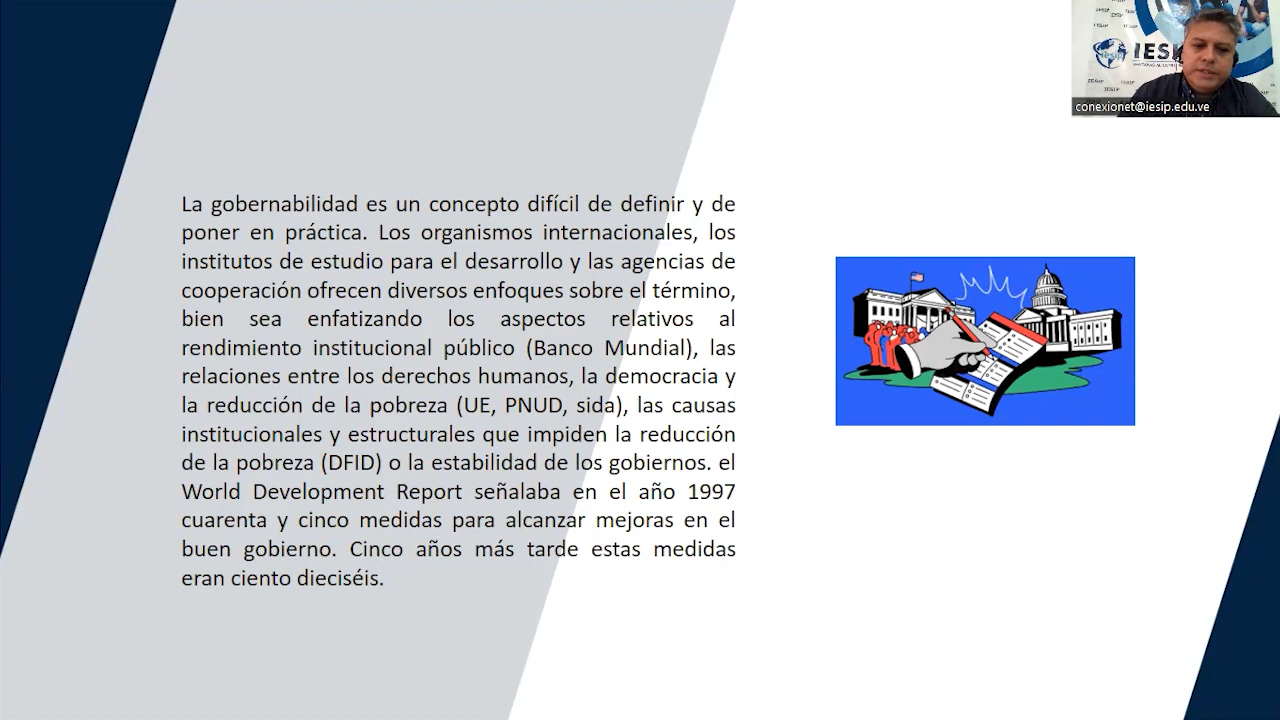 La gobernabilidad es un concepto difícil de definir y de
poner en práctica. Los organismos internacionales, los
institutos de estudio para el desarrollo y las agencias de
cooperación ofrecen diversos enfoques sobre el término,
bien sea enfatizando los aspectos relativos al
rendimiento institucional público (Banco Mundial), las
relaciones entre los derechos humanos, la democracia y
la reducción de la pobreza (UE, PNUD, sida), las causas
institucionales y estructurales que impiden la reducción
de la pobreza (DFID) o la estabilidad de los gobiernos. el
World Development Report señalaba en el año 1997
cuarenta y cinco medidas para alcanzar mejoras en el
buen gobierno. Cinco años más tarde estas medidas
eran ciento dieciséis.
conexionet@iesip.edu.ve